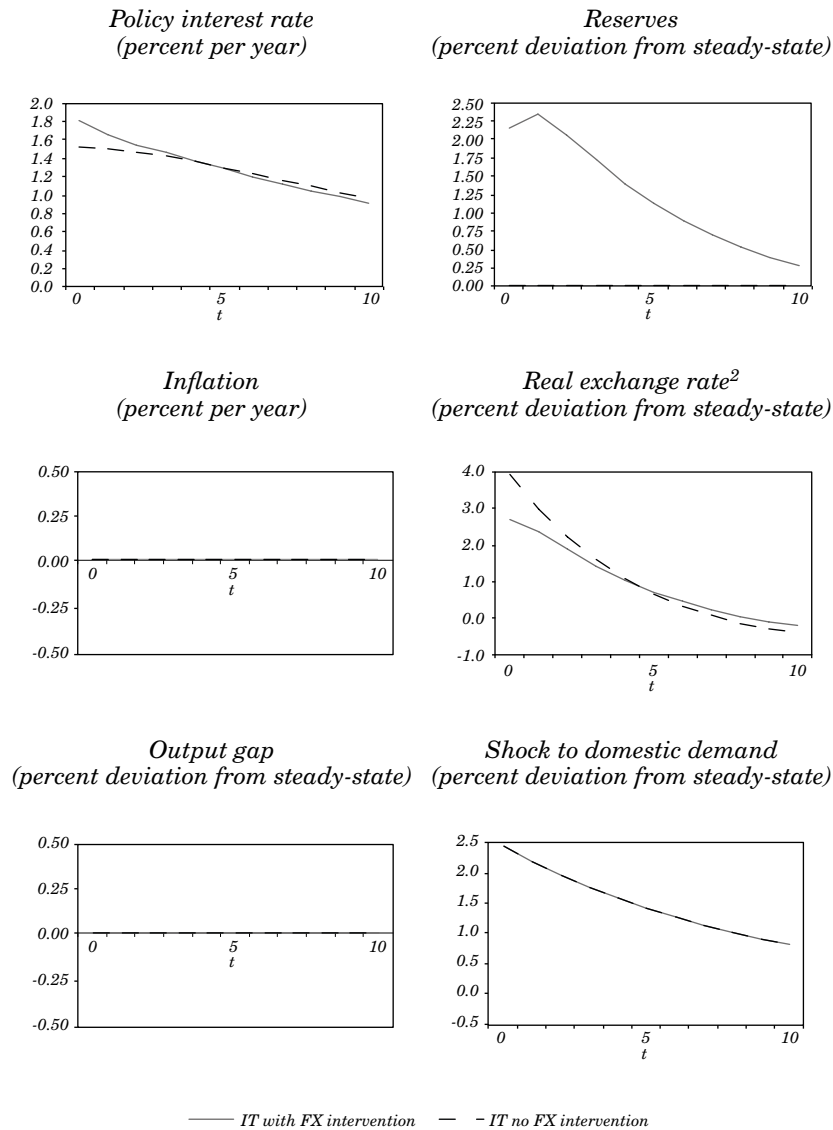 Policy interest rate
(percent per year)
2.0
1.8
1.6
1.4
1.2
1.0
0.8
0.6
0.4
0.2
0.0
0 5 10
t
Reserves
(percent deviation from steady-state)
2.50
2.25
2.00
1.75
1.50
1.25
1.00
0.75
0.50
0.25
0.00
0 5 10
t
Inflation
(percent per year)
0.50
0.25
0.00
-0.25
-0.50
0 5 10
t
Real exchange rate²
(percent deviation from steady-state)
4.0
3.0
2.0
1.0
0.0
-1.0
0 5 10
t
Output gap
(percent deviation from steady-state)
0.50
0.25
0.00
-0.25
-0.50
0 5 10
t
Shock to domestic demand
(percent deviation from steady-state)
2.5
2.0
1.5
1.0
0.5
0.0
-0.5
0 5 10
t
IT with FX intervention IT no FX intervention